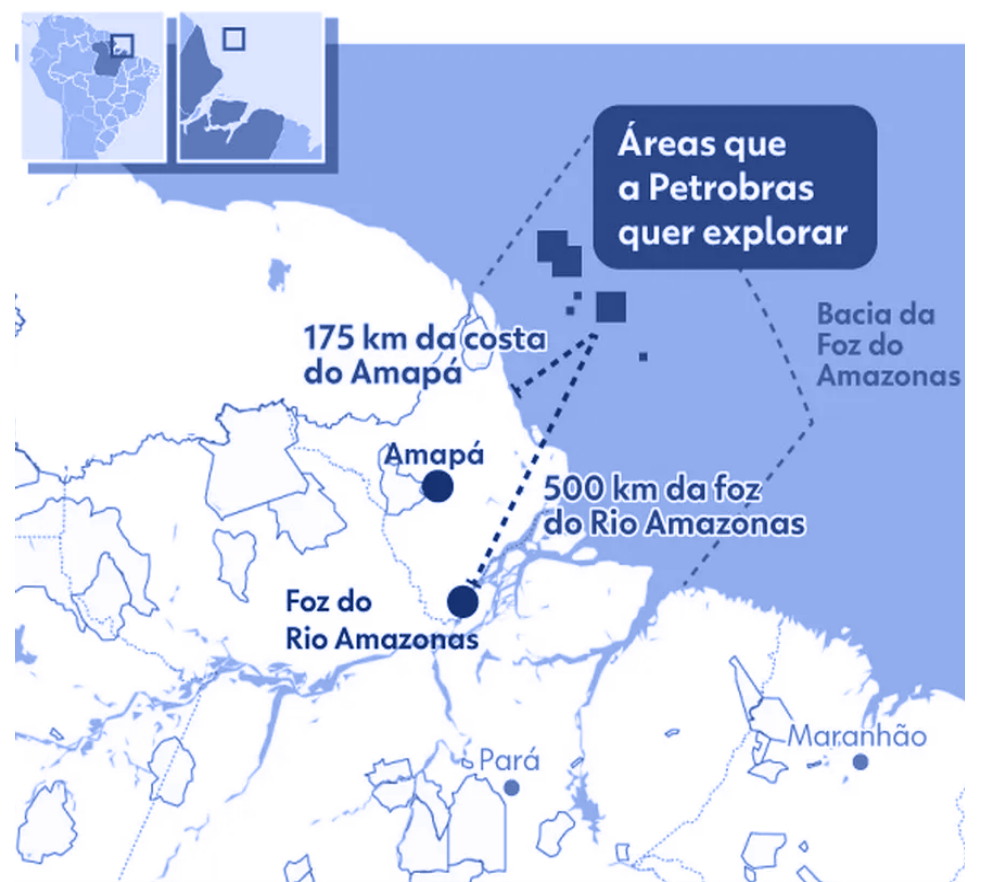 Áreas que
a Petrobras
quer explorar
Bacia da
Foz do
Amazonas
175 km da costa
do Amapá
Amapá
500 km da foz
do Rio Amazonas
Foz do
Rio Amazonas
Maranhão
Pará